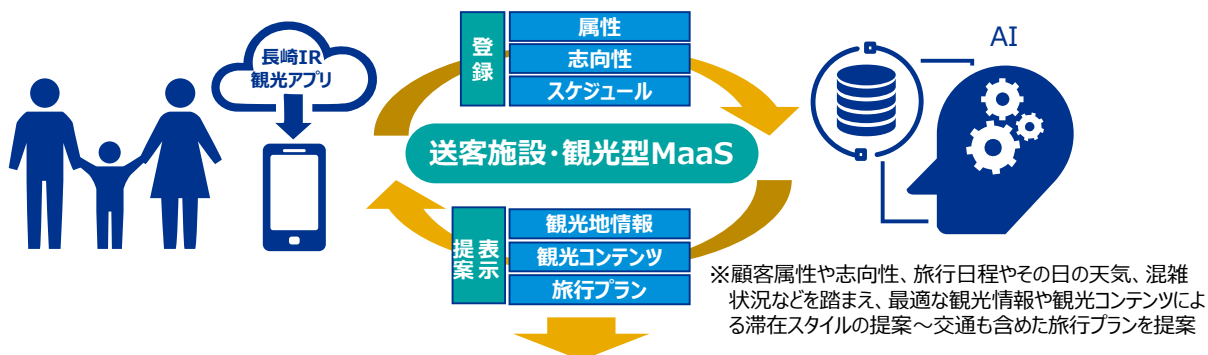 長崎IR
観光アプリ
登録
属性
志向性
スケジュール
AI
送客施設・観光型MaaS
表示
提案
観光地情報
観光コンテンツ
旅行プラン
※顧客属性や志向性、旅行日程やその日の天気、混雑
状況などを踏まえ、最適な観光情報や観光コンテンツによ
る滞在スタイルの提案～交通も含めた旅行プランを提案